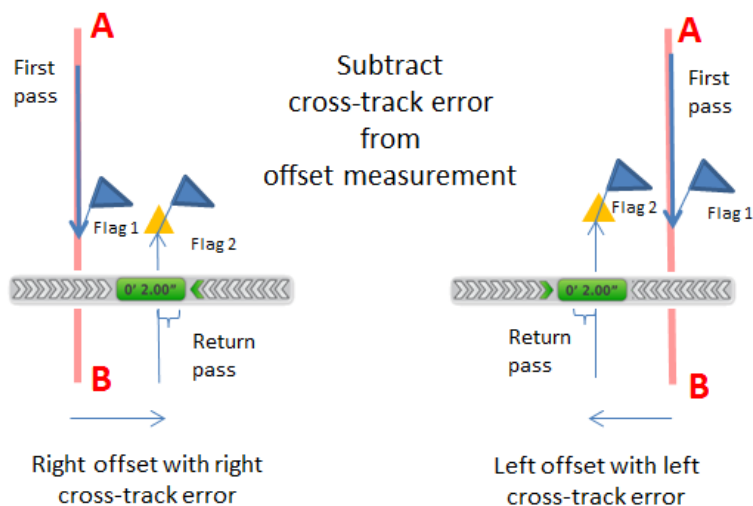 A
First
pass
Flag 1
Flag 2
0' 2.00"
Return
pass
B
Right offset with right
cross-track error
Subtract
cross-track error
from
offset measurement
A
First
pass
Flag 2
Flag 1
0' 2.00"
Return
pass
B
Left offset with left
cross-track error